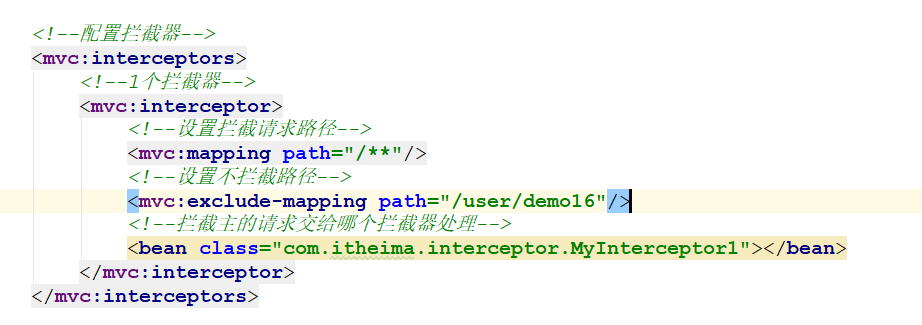 <!--配置拦截器-->
<mvc:interceptors>
<!--1个拦截器-->
<mvc:interceptor>
<!--设置拦截请求路径-->
<mvc:mapping path="/**"/>
<!--设置不拦截路径-->
<mvc:exclude-mapping path="/user/demo16"/>
<!--拦截主的请求交给哪个拦截器处理-->
<bean class="com.itheima.interceptor.MyInterceptor1"></bean>
</mvc:interceptor>
</mvc:interceptors>